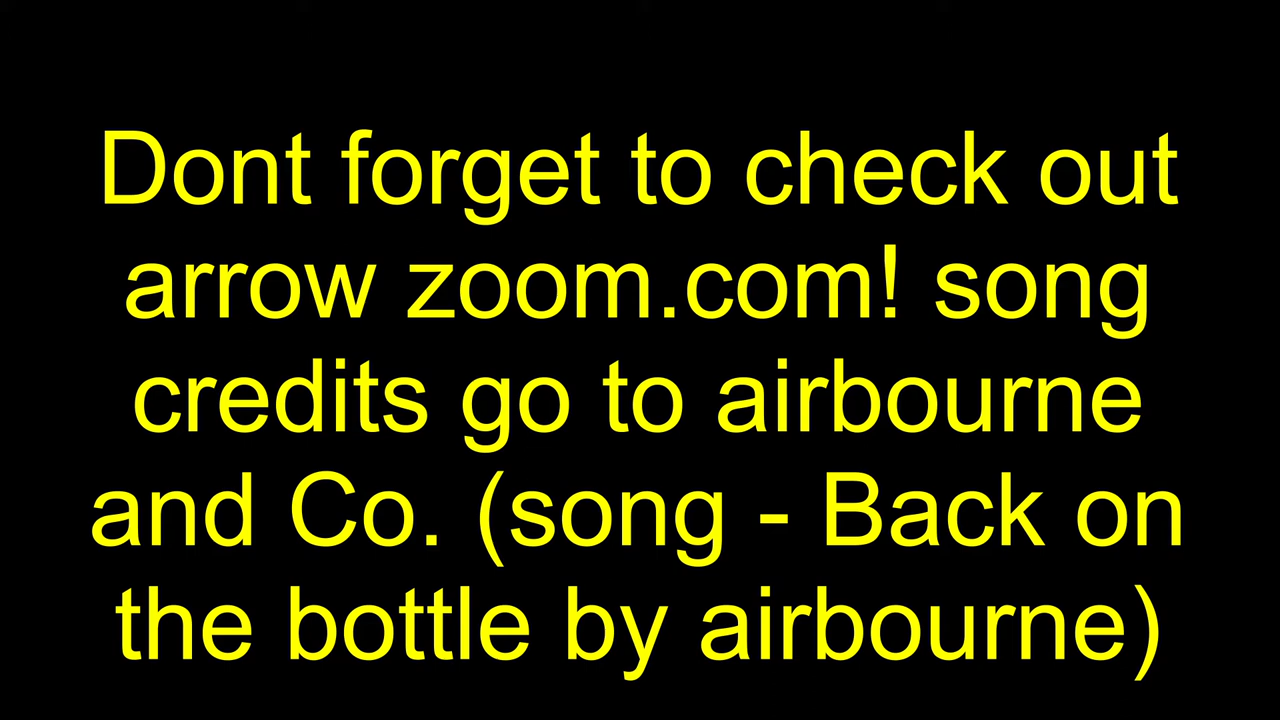 Dont forget to check out
arrow zoom.com! song
credits go to airbourne
and Co. (song - Back on
the bottle by airbourne)